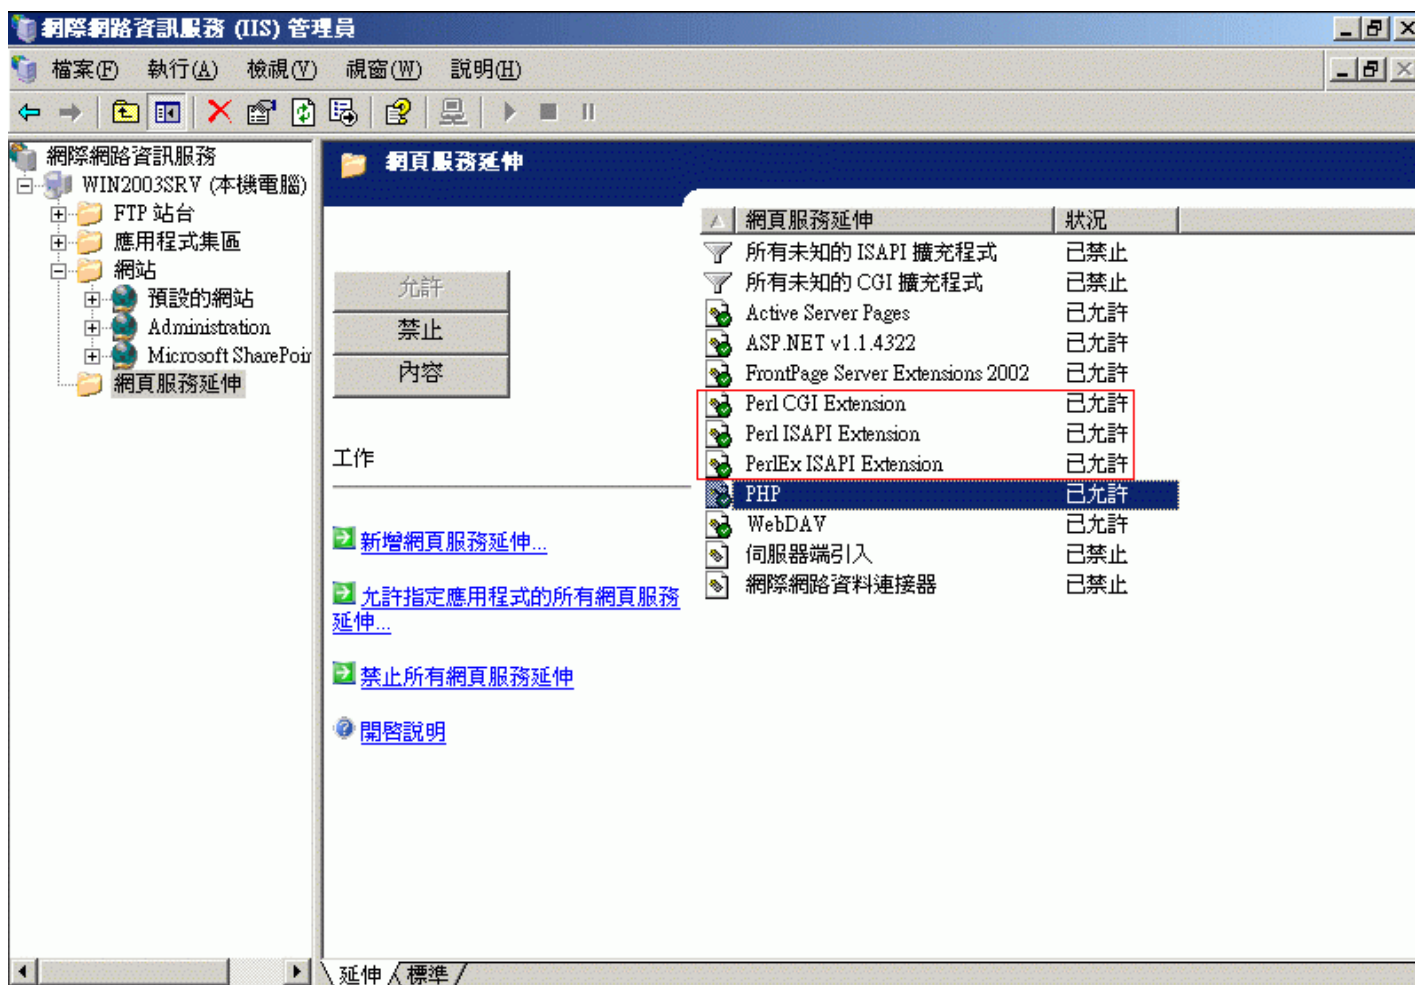 網際網路資訊服務 (IIS) 管理員
檔案(F) 執行(A) 檢視(V) 視窗(W) 說明(H)
網際網路資訊服務
WIN2003SRV (本機電腦)
FTP 站台
應用程式集區
網站
預設的網站
Administration
Microsoft SharePoin
網頁服務延伸
網頁服務延伸
允許
禁止
內容
工作
新增網頁服務延伸...
允許指定應用程式的所有網頁服務
延伸...
禁止所有網頁服務延伸
開啟說明
網頁服務延伸 狀況
所有未知的 ISAPI 擴充程式 已禁止
所有未知的 CGI 擴充程式 已禁止
Active Server Pages 已允許
ASP.NET v1.1.4322 已允許
FrontPage Server Extensions 2002 已允許
Perl CGI Extension 已允許
Perl ISAPI Extension 已允許
PerlEx ISAPI Extension 已允許
PHP 已允許
WebDAV 已允許
伺服器端引入 已禁止
網際網路資料連接器 已禁止
延伸 標準